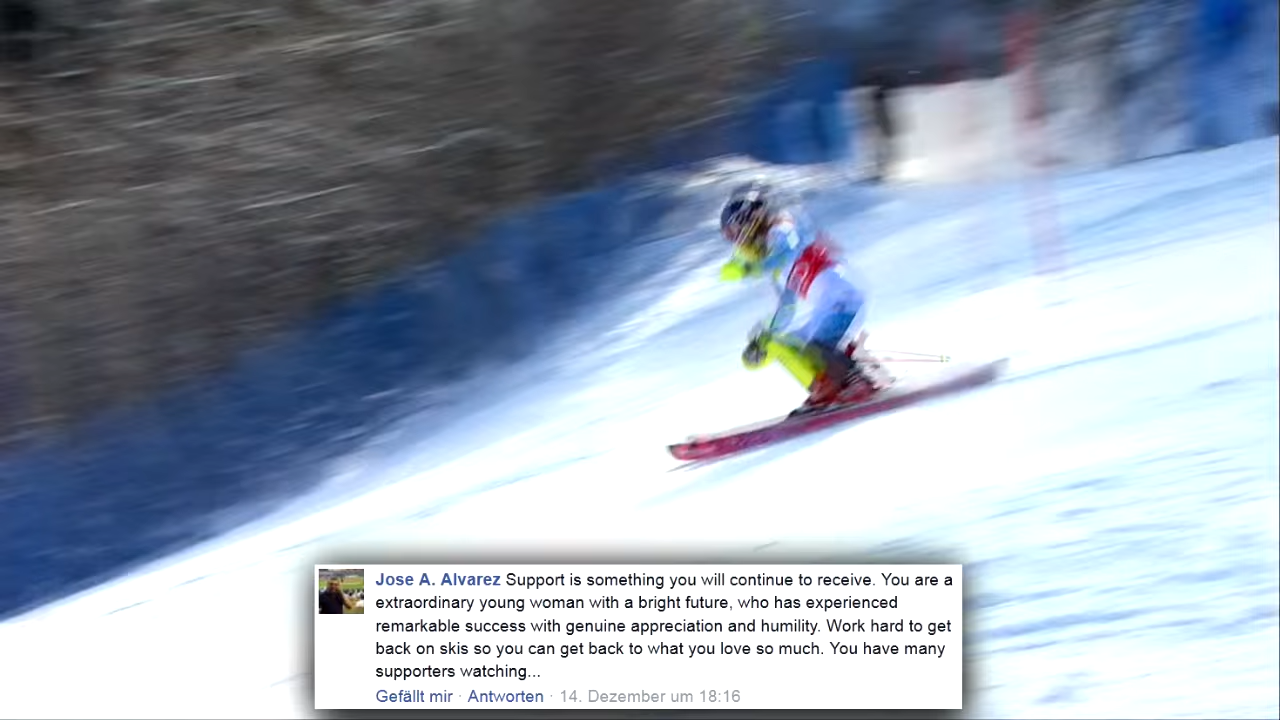 Jose A. Alvarez Support is something you will continue to receive. You are a
extraordinary young woman with a bright future, who has experienced
remarkable success with genuine appreciation and humility. Work hard to get
back on skis so you can get back to what you love so much. You have many
supporters watching...
Gefällt mir · Antworten · 14. Dezember um 18:16